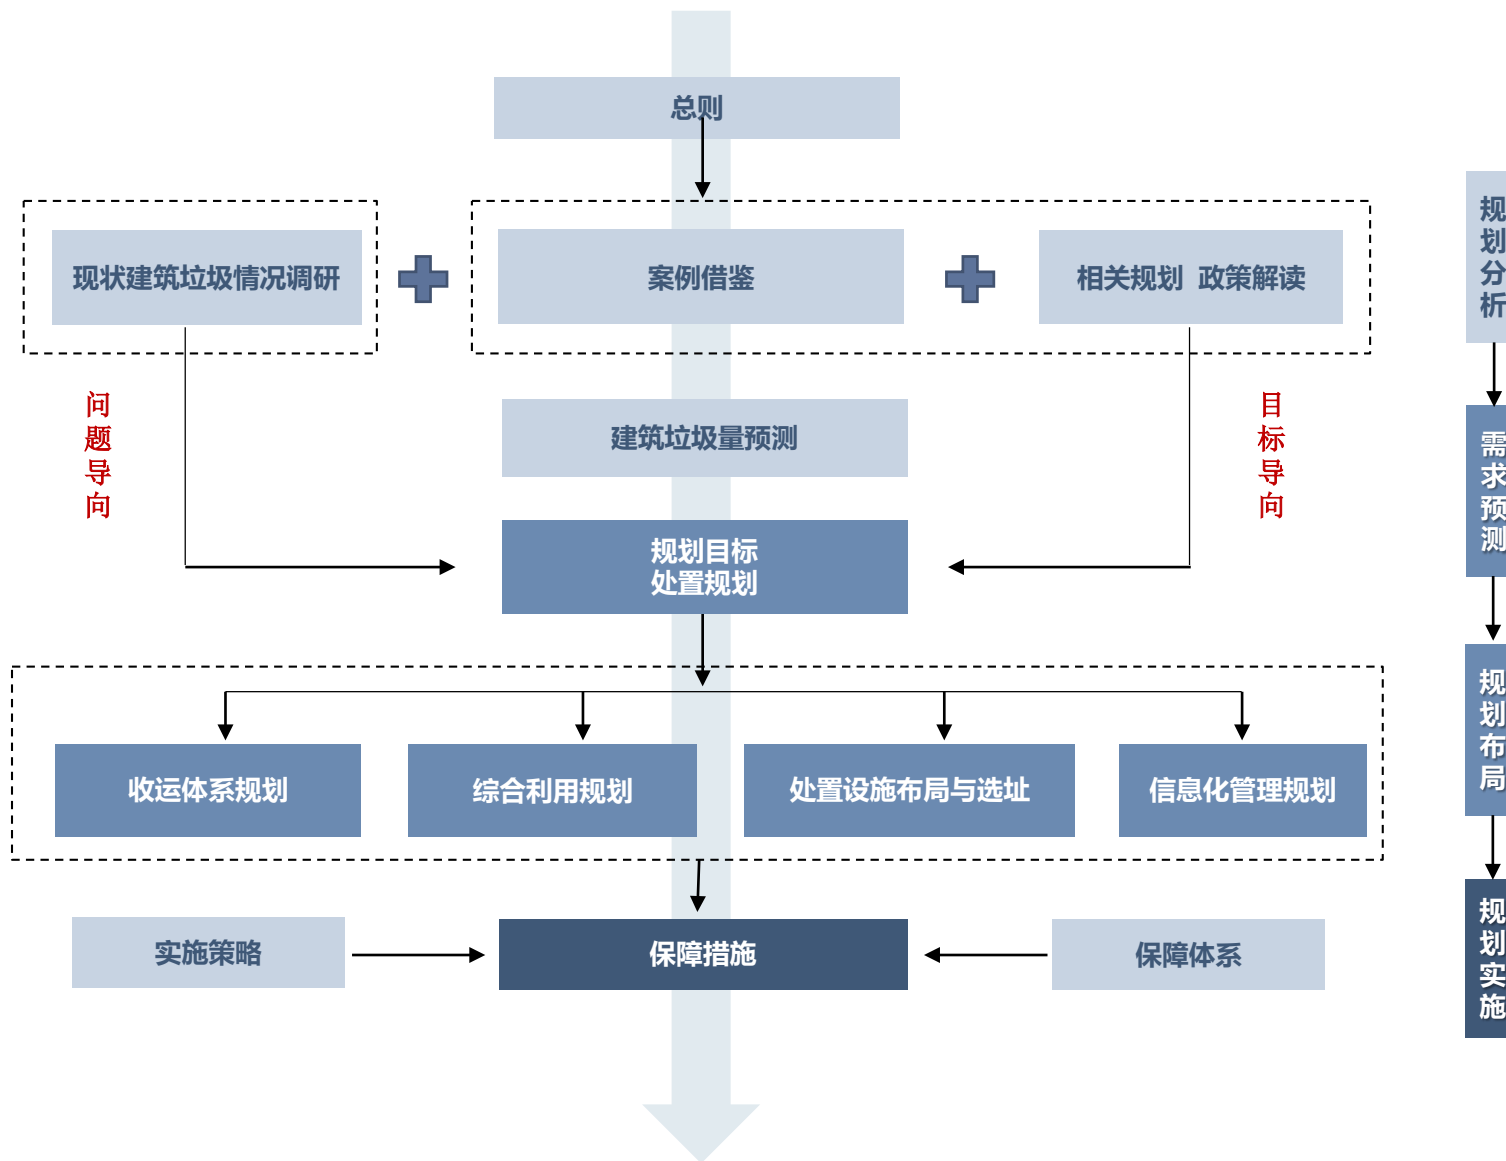 总则
现状建筑垃圾情况调研
案例借鉴
相关规划 政策解读
问题导向
目标导向
建筑垃圾量预测
规划目标
处置规划
收运体系规划
综合利用规划
处置设施布局与选址
信息化管理规划
实施策略
保障措施
保障体系
规划分析
需求预测
规划布局
规划实施